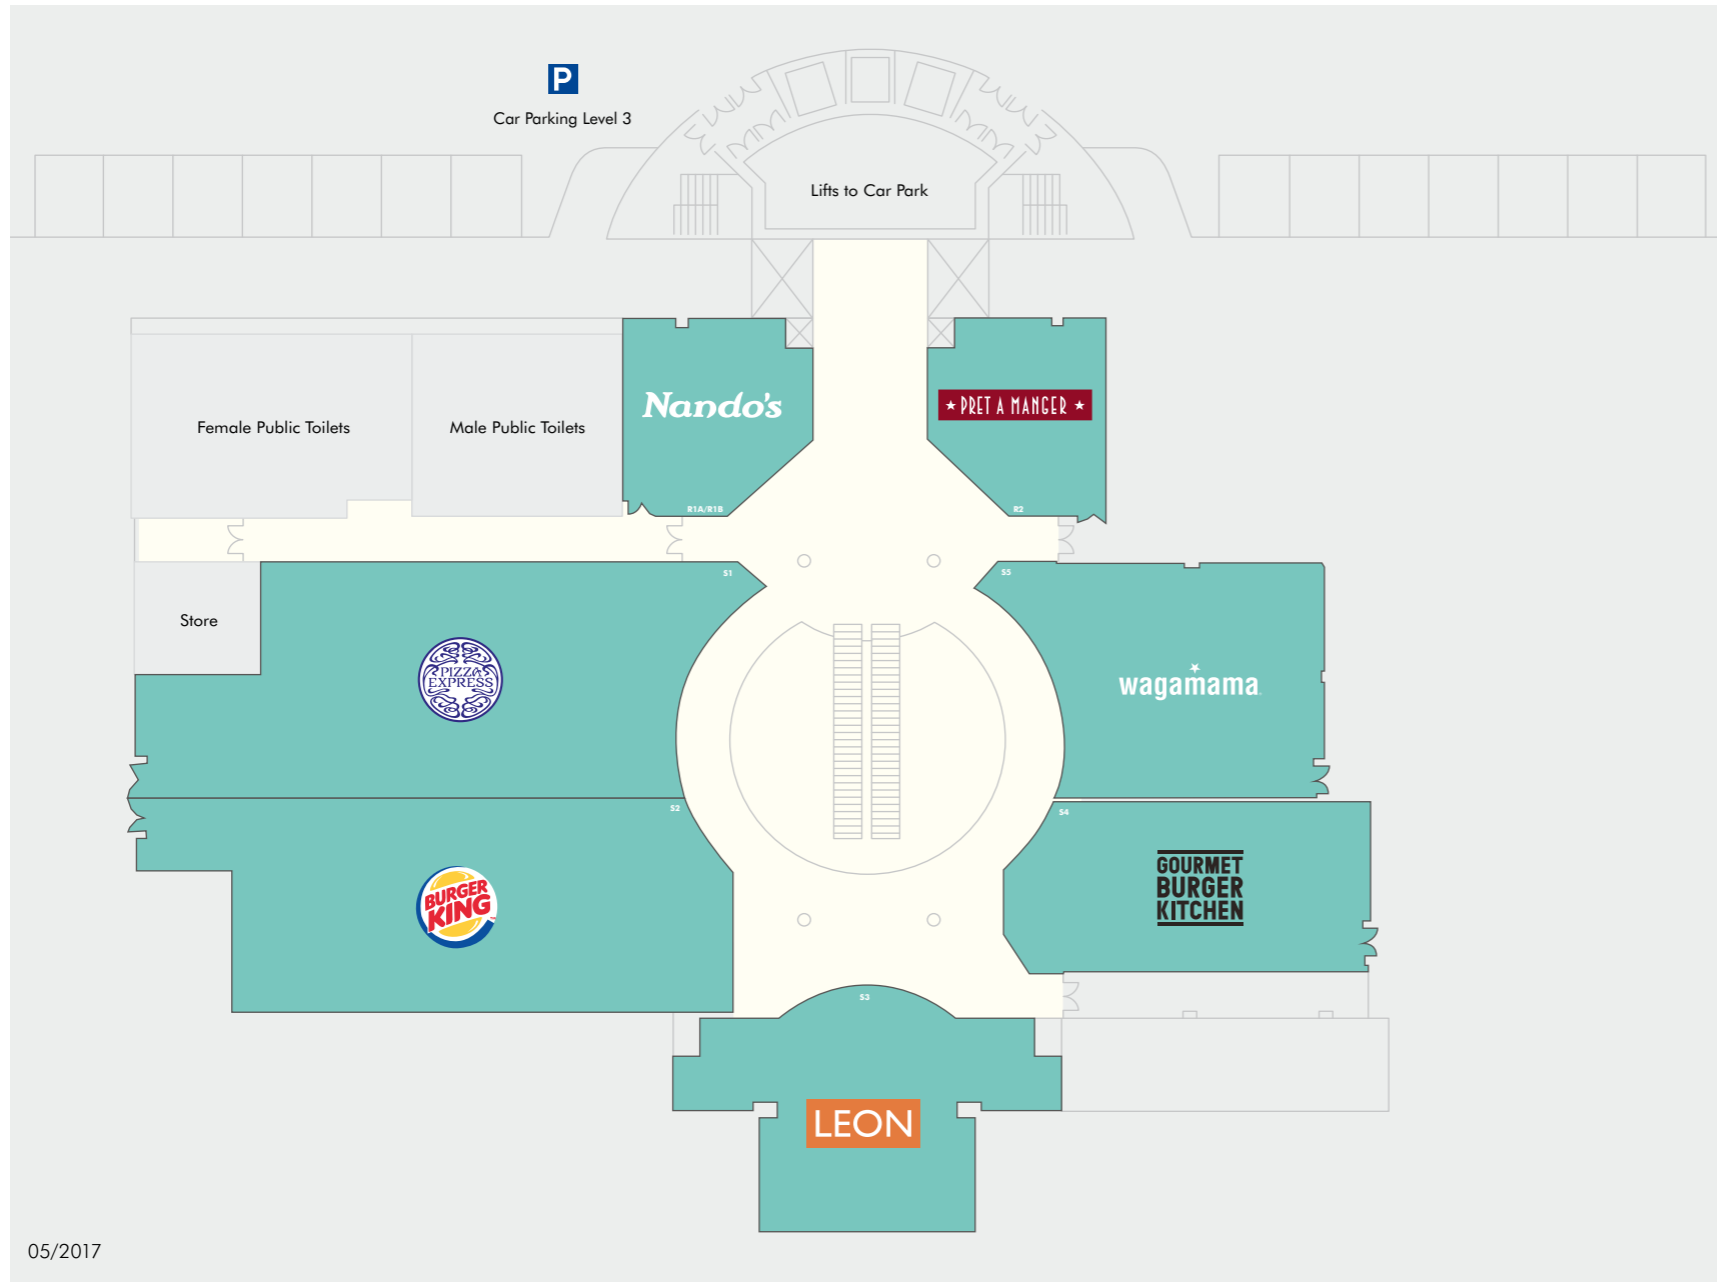 P
Car Parking Level 3
Lifts to Car Park
Nando's
★ PRET A MANGER ★
Female Public Toilets
Male Public Toilets
R1A/R1B
R2
S1
S5
Store
PIZZA
EXPRESS
wagamama
S2
S4
BURGER
KING
GOURMET
BURGER
KITCHEN
S3
LEON
05/2017